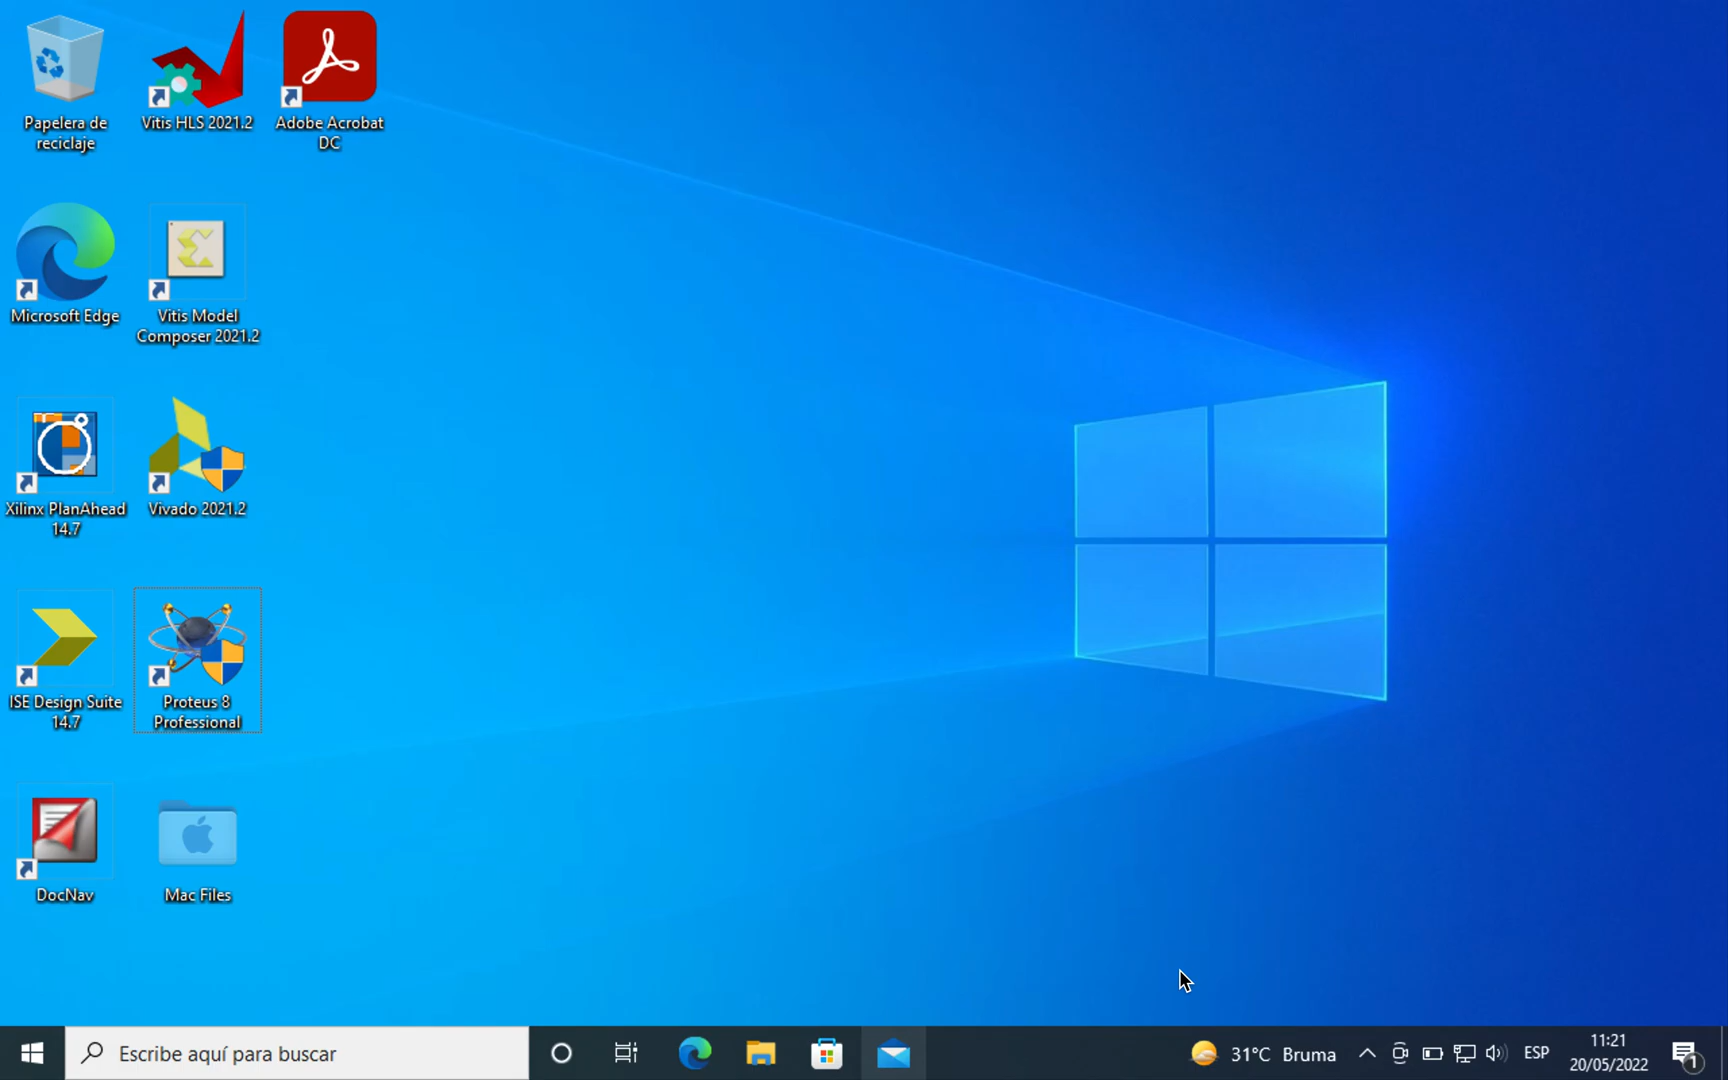 Papelera de
reciclaje
Vitis HLS 2021.2
Adobe Acrobat
DC
Microsoft Edge
Vitis Model
Composer 2021.2
Xilinx PlanAhead
14.7
Vivado 2021.2
ISE Design Suite
14.7
Proteus 8
Professional
DocNav
Mac Files
Escribe aquí para buscar
31°C Bruma
ESP
11:21
20/05/2022
1